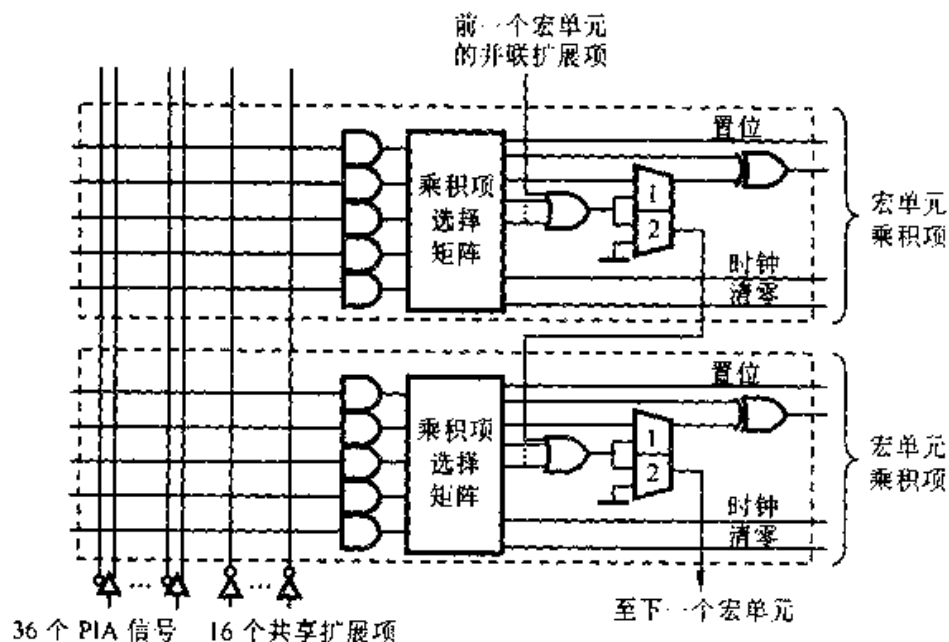 前一个宏单元
的并联扩展项
置位
乘积项
选择
矩阵
1
2
时钟
清零
宏单元
乘积项
置位
乘积项
选择
矩阵
1
2
时钟
清零
宏单元
乘积项
… …
36 个 PIA 信号 16 个共享扩展项
至下一个宏单元